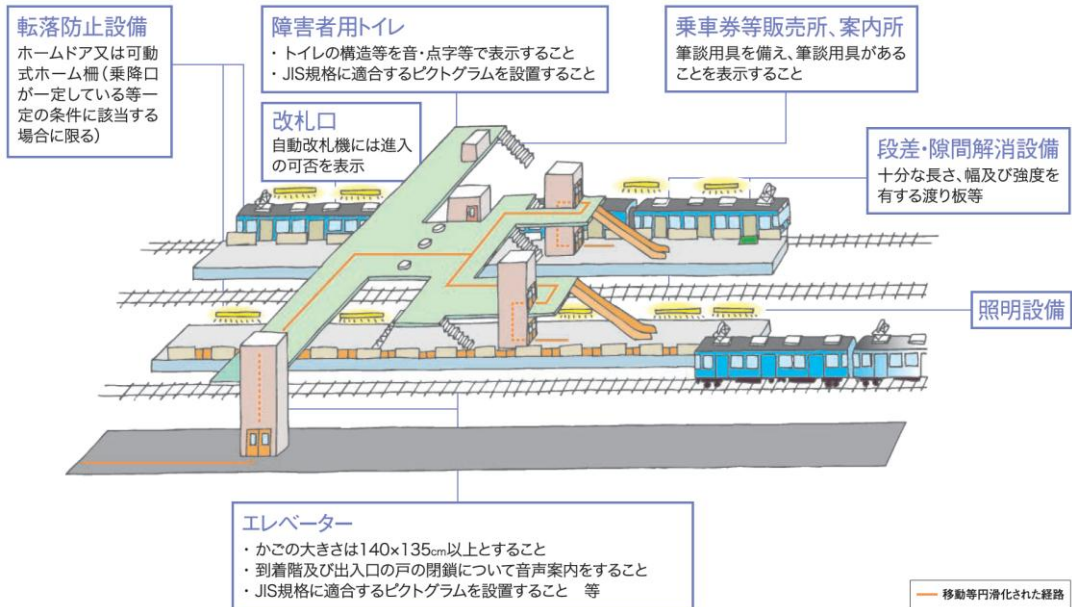 転落防止設備
ホームドア又は可動
式ホーム柵(乗降口
が一定している等一
定の条件に該当する
場合に限る)
障害者用トイレ
・トイレの構造等を音・点字等で表示すること
・JIS規格に適合するピクトグラムを設置すること
乗車券等販売所、案内所
筆談用具を備え、筆談用具がある
ことを表示すること
改札口
自動改札機には進入
の可否を表示
段差・隙間解消設備
十分な長さ、幅及び強度を
有する渡り板等
照明設備
エレベーター
・かごの大きさは140×135cm以上とすること
・到着階及び出入口の戸の閉鎖について音声案内をすること
・JIS規格に適合するピクトグラムを設置すること 等
移動等円滑化された経路